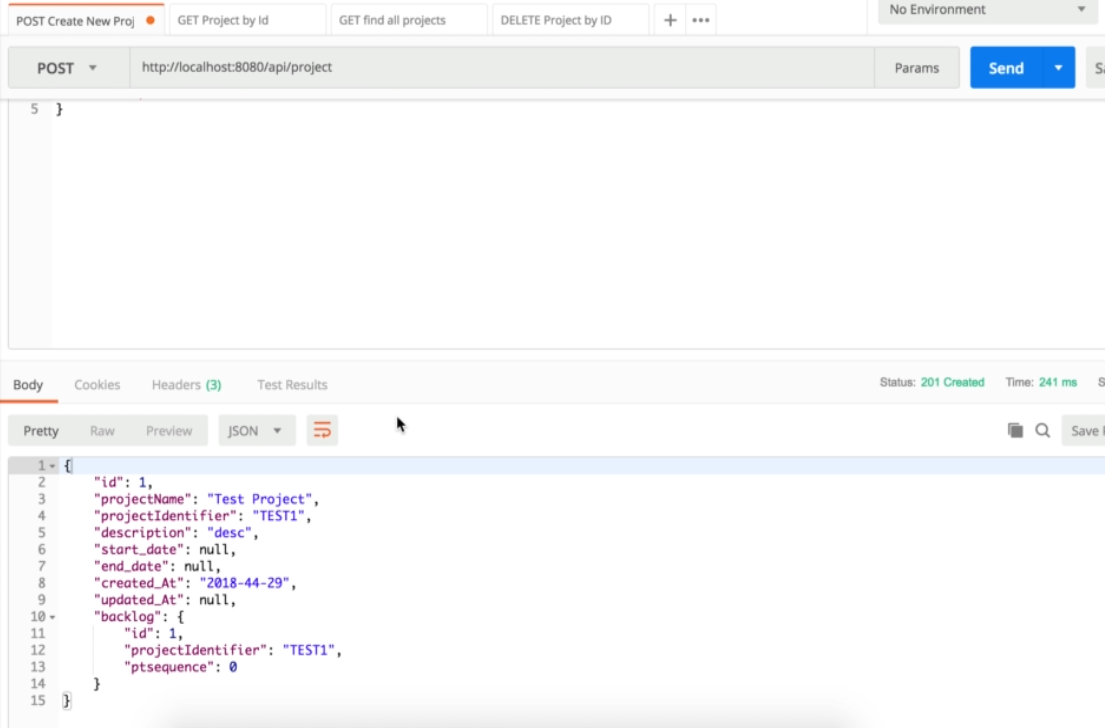 POST Create New Proj GET Project by Id GET find all projects DELETE Project by ID + ••• No Environment
POST http://localhost:8080/api/project Params Send
5 }
Body Cookies Headers (3) Test Results Status: 201 Created Time: 241 ms
Pretty Raw Preview JSON Save
1 {
2 "id": 1,
3 "projectName": "Test Project",
4 "projectIdentifier": "TEST1",
5 "description": "desc",
6 "start_date": null,
7 "end_date": null,
8 "created_At": "2018-44-29",
9 "updated_At": null,
10 "backlog": {
11 "id": 1,
12 "projectIdentifier": "TEST1",
13 "ptsequence": 0
14 }
15 }